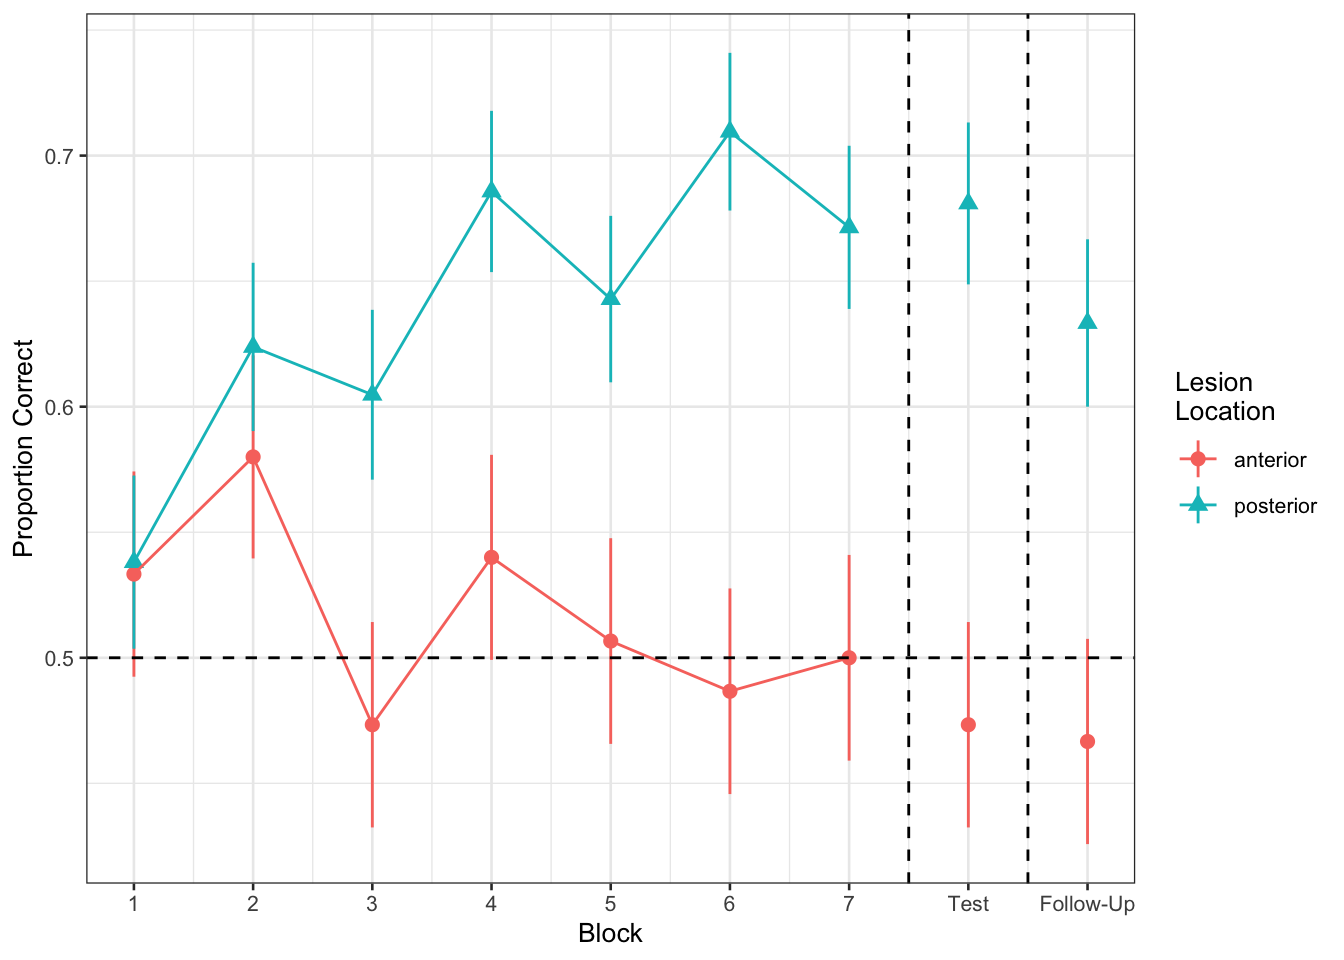 0.7
0.6
0.5
Proportion Correct
1 2 3 4 5 6 7 Test Follow-Up
Block
Lesion
Location
anterior
posterior